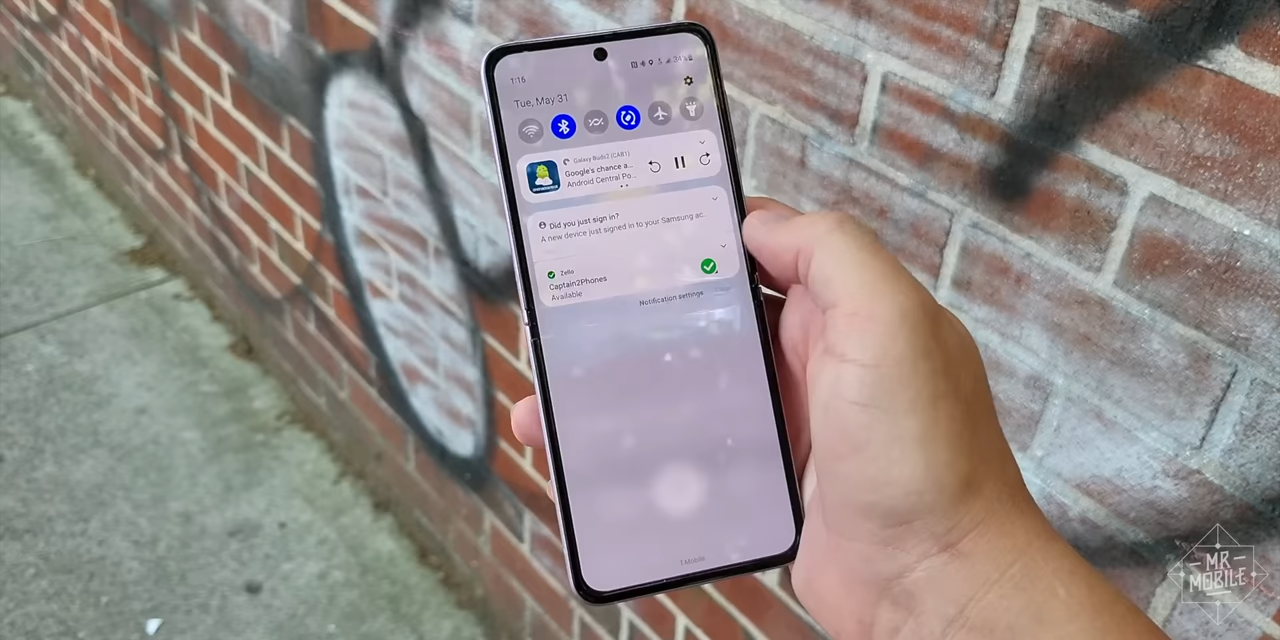 1:16
34%
Tue, May 31
Galaxy Buds2 (CAB1)
Google's chance a...
Android Central Po...
Did you just sign in?
A new device just signed in to your Samsung ac...
Zello
Captain2Phones
Available
Notification settings
T-Mobile
MR
MOBILE